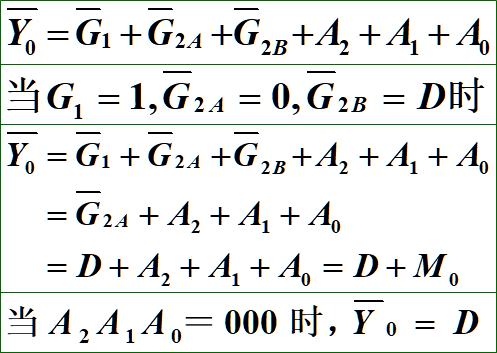 $\overline{Y_0} = \overline{G}_1 + \overline{G}_{2A} + \overline{G}_{2B} + A_2 + A_1 + A_0$
当 $G_1 = 1, \overline{G}_{2A} = 0, \overline{G}_{2B} = D$ 时
$\overline{Y_0} = \overline{G}_1 + \overline{G}_{2A} + \overline{G}_{2B} + A_2 + A_1 + A_0$
$= \overline{G}_{2A} + A_2 + A_1 + A_0$
$= D + A_2 + A_1 + A_0 = D + M_0$
当 $A_2 A_1 A_0 = 000$ 时, $\overline{Y}_0 = D$